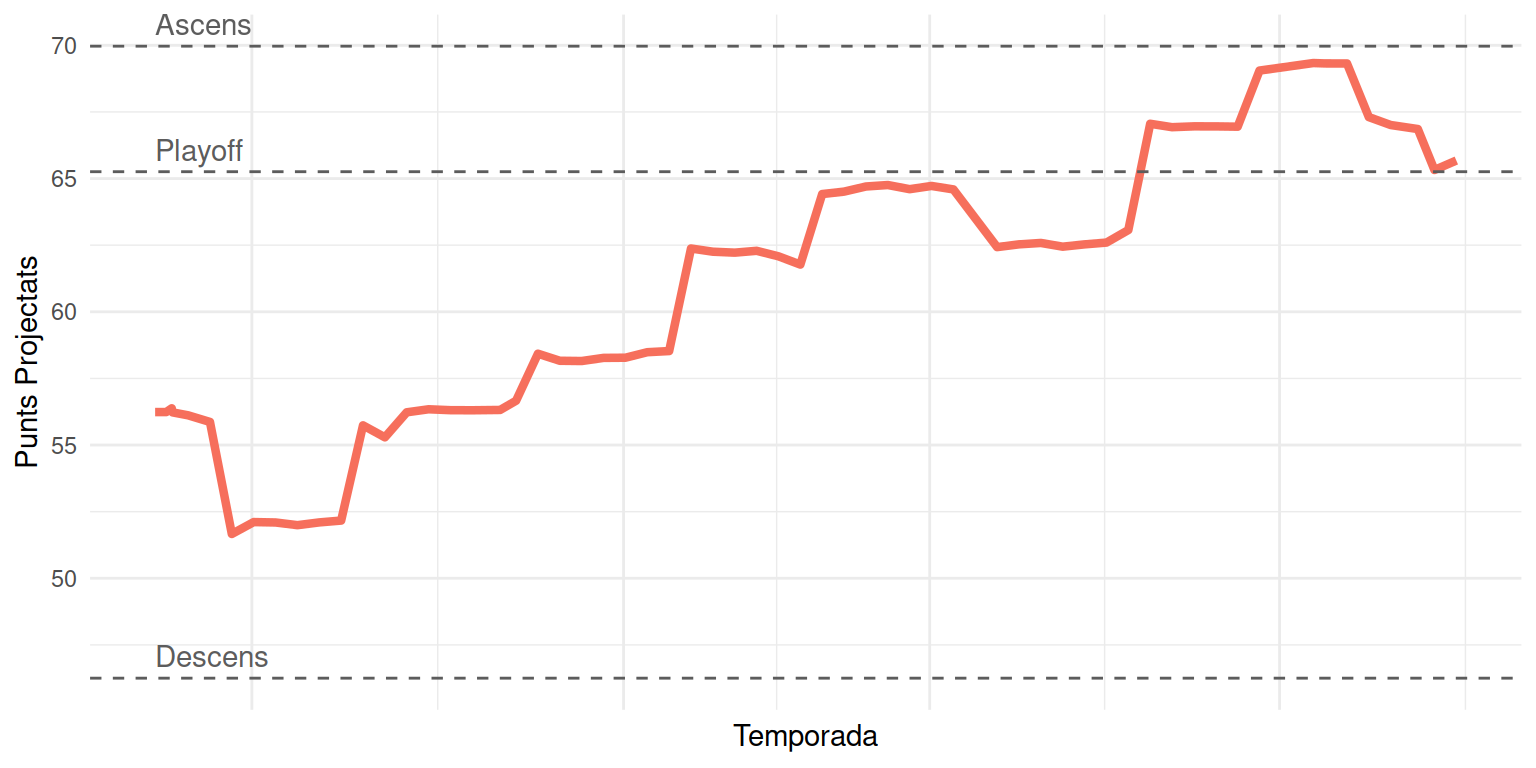 Ascens
70
Playoff
65
60
Punts Projectats
55
50
Descens
Temporada